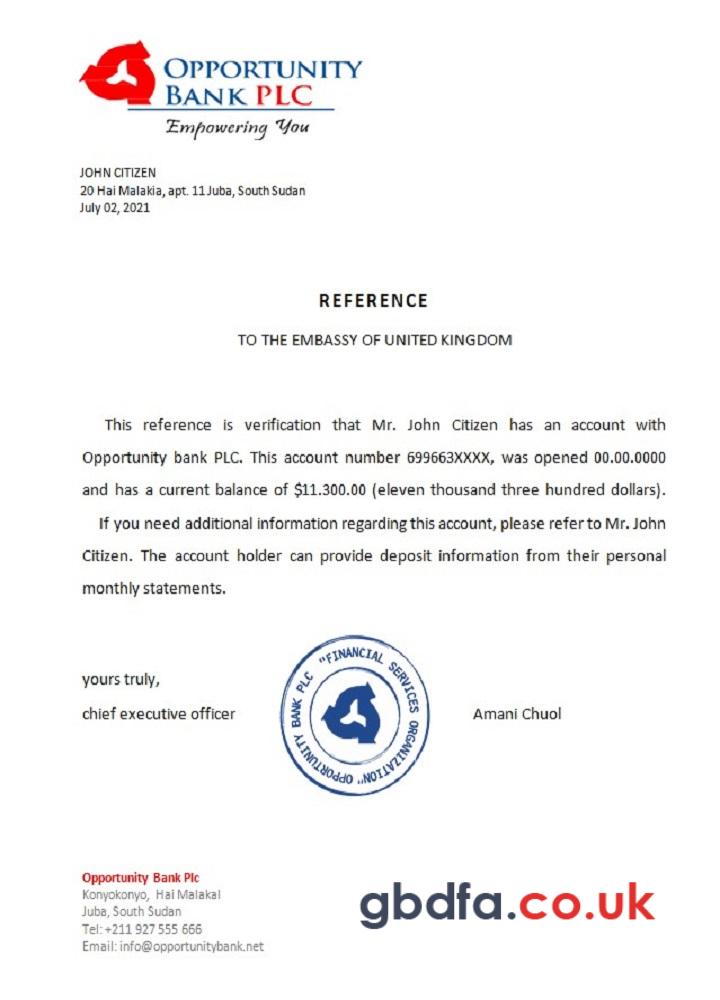 OPPORTUNITY
BANK PLC
Empowering You
JOHN CITIZEN
20 Hai Malakia, apt. 11 Juba, South Sudan
July 02, 2021
REFERENCE
TO THE EMBASSY OF UNITED KINGDOM
This reference is verification that Mr. John Citizen has an account with
Opportunity bank PLC. This account number 699663XXXX, was opened 00.00.0000
and has a current balance of $11.300.00 (eleven thousand three hundred dollars).
If you need additional information regarding this account, please refer to Mr. John
Citizen. The account holder can provide deposit information from their personal
monthly statements.
yours truly,
chief executive officer
OPPORTUNITY BANK PLC "FINANCIAL SERVICES ORGANIZATION"
Amani Chuol
Opportunity Bank Plc
Konyokonyo, Hai Malakal
Juba, South Sudan
Tel: +211 927 555 666
Email: info@opportunitybank.net
gbdfa.co.uk